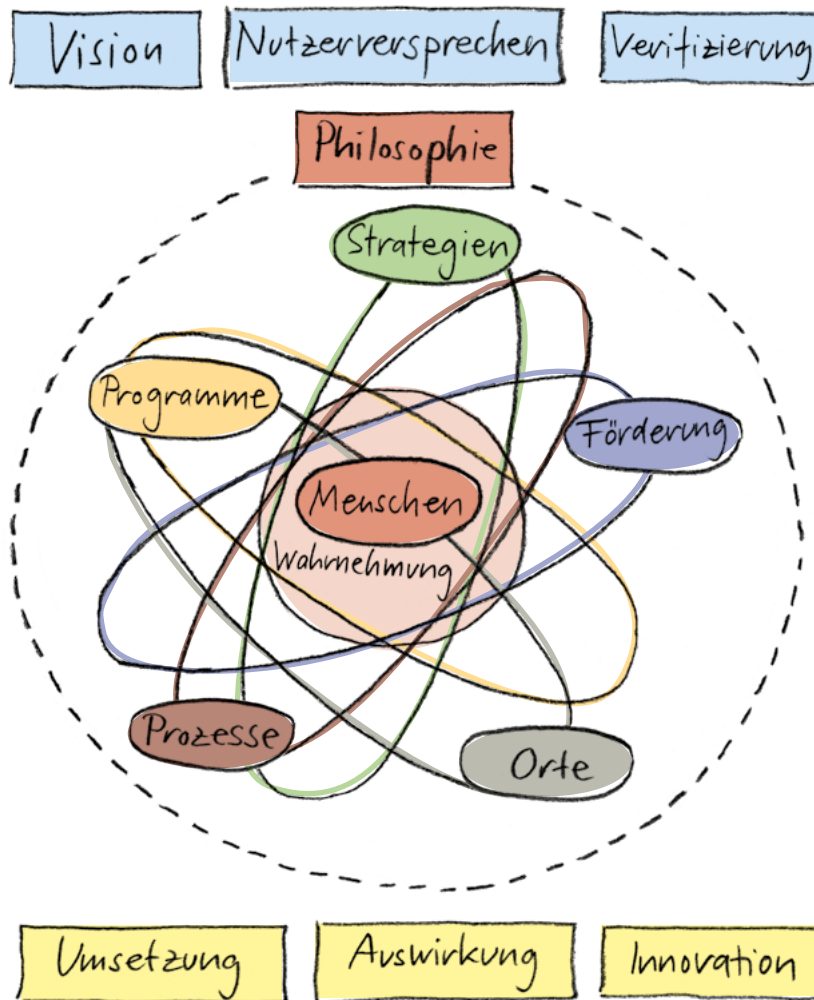 Vision
Nutzerversprechen
Verifizierung
Philosophie
Strategien
Programme
Förderung
Menschen
Wahrnehmung
Prozesse
Orte
Umsetzung
Auswirkung
Innovation